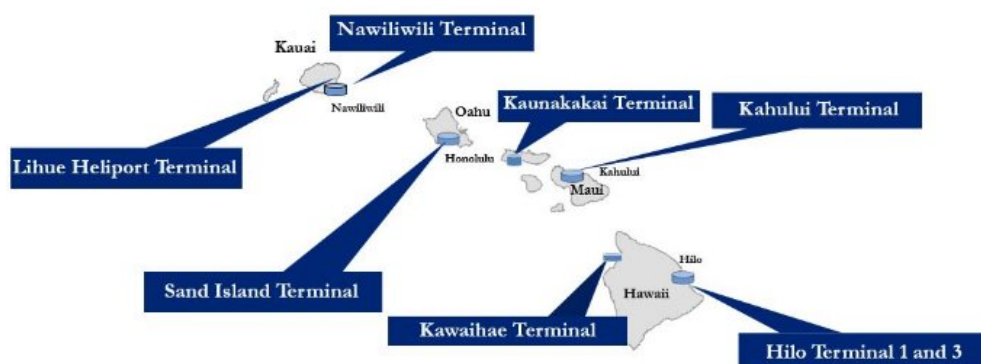 Nawiliwili Terminal
Kauai
Nawiliwili
Kaunakakai Terminal
Kahului Terminal
Oahu
Honolulu
Lihue Heliport Terminal
Kahului
Maui
Sand Island Terminal
Hilo
Hawaii
Kawaihae Terminal
Hilo Terminal 1 and 3